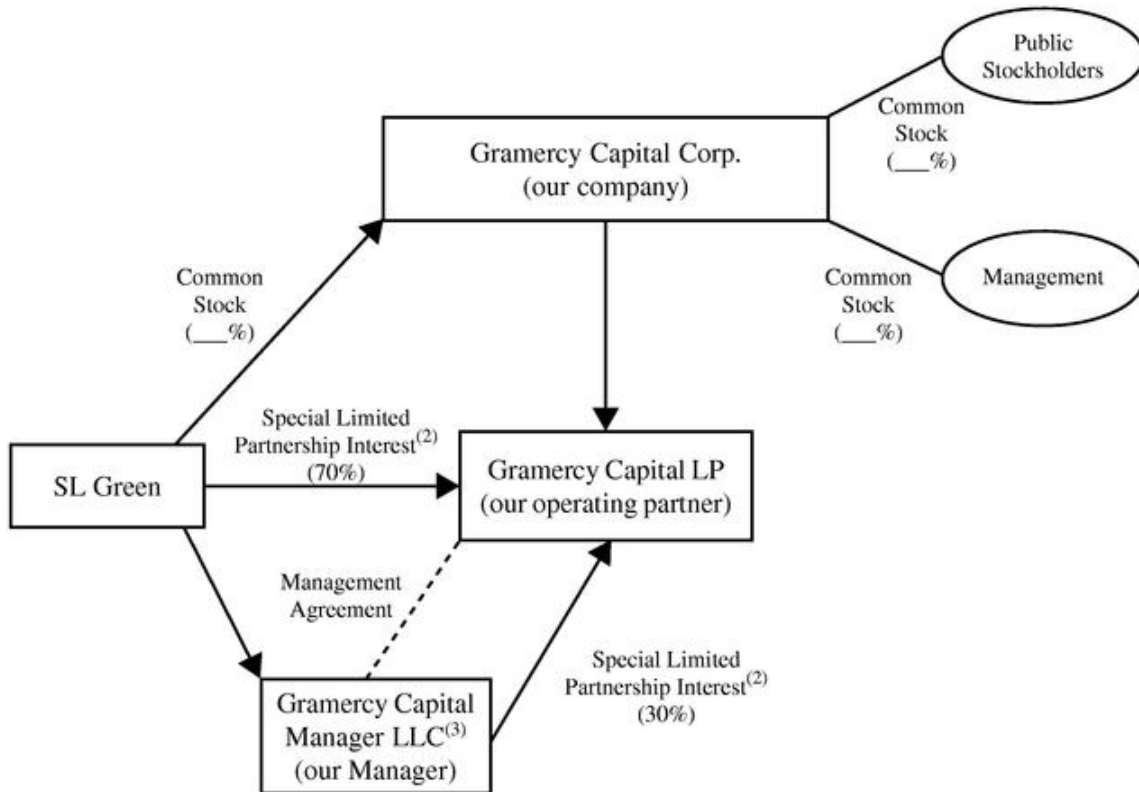 Public
Stockholders
Common
Stock
(___%)
Gramercy Capital Corp.
(our company)
Management
Common
Stock
(___%)
Common
Stock
(___%)
Special Limited
Partnership Interest(2)
(70%)
SL Green
Gramercy Capital LP
(our operating partner)
Management
Agreement
Special Limited
Partnership Interest(2)
(30%)
Gramercy Capital
Manager LLC(3)
(our Manager)